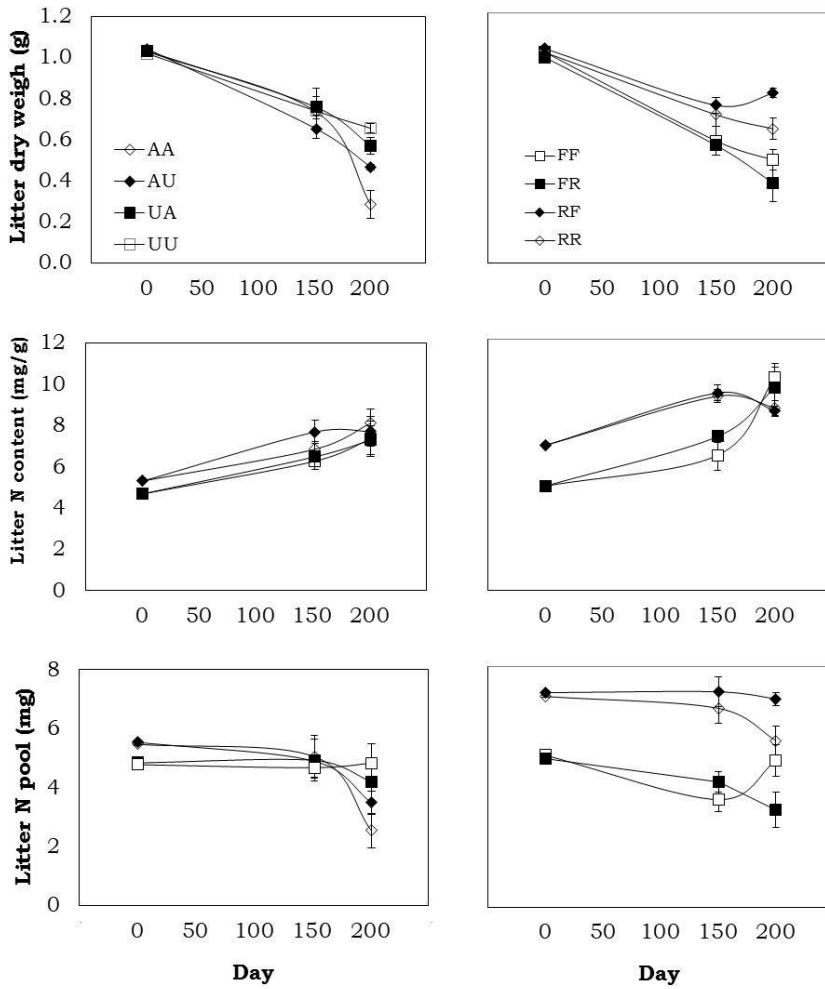 Litter dry weigh (g)
1.2
1.0
0.8
0.6
0.4
0.2
0.0
AA
AU
UA
UU
0 50 100 150 200
FF
FR
RF
RR
0 50 100 150 200
Litter N content (mg/g)
12
10
8
6
4
2
0
0 50 100 150 200
0 50 100 150 200
Litter N pool (mg)
8
6
4
2
0
0 50 100 150 200
Day
0 50 100 150 200
Day